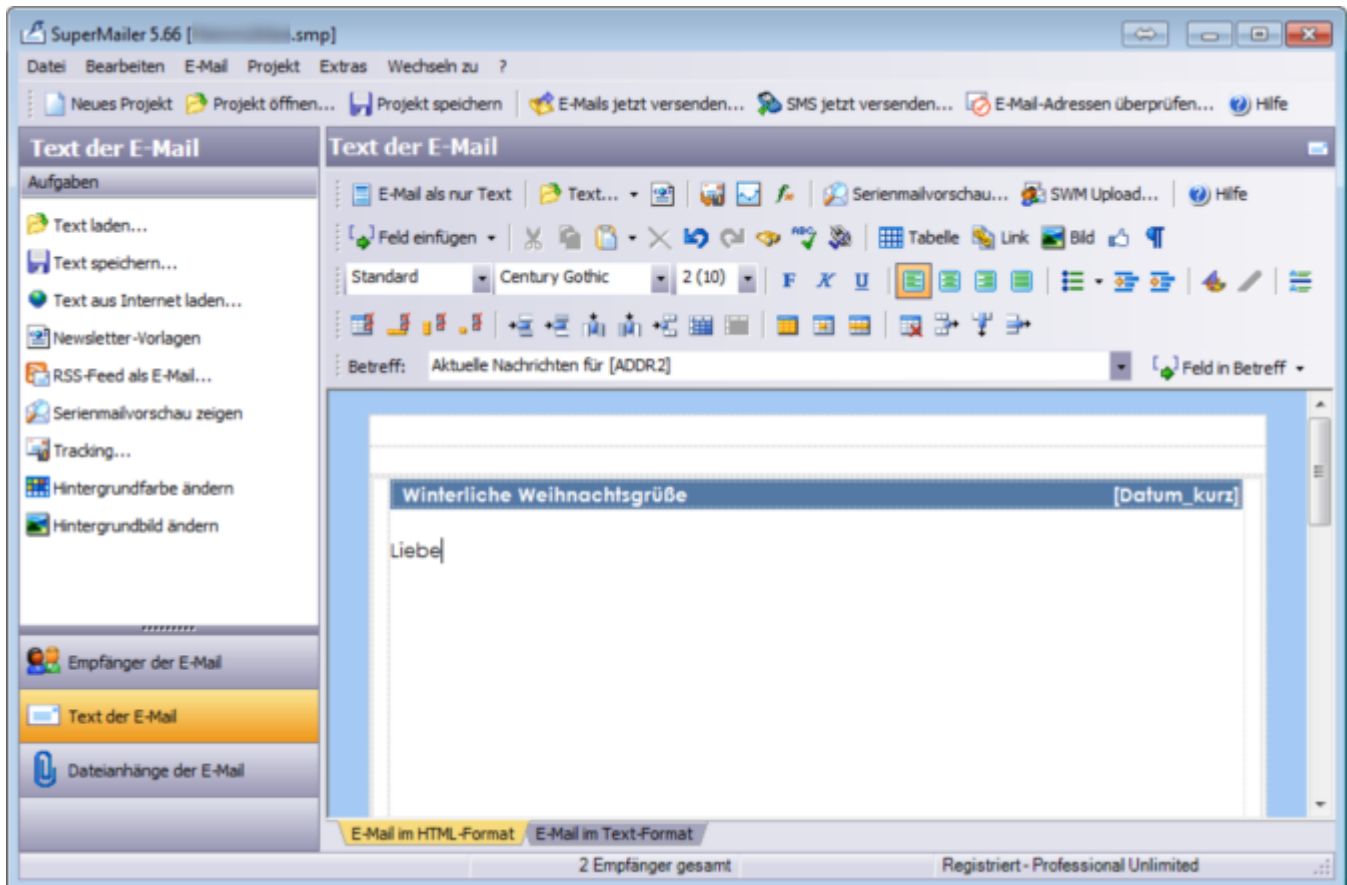 SuperMailer 5.66 [ .smp]
Datei Bearbeiten E-Mail Projekt Extras Wechseln zu ?
Neues Projekt Projekt öffnen... Projekt speichern E-Mails jetzt versenden... SMS jetzt versenden... E-Mail-Adressen überprüfen... Hilfe
Text der E-Mail
Aufgaben
Text laden...
Text speichern...
Text aus Internet laden...
Newsletter-Vorlagen
RSS-Feed als E-Mail...
Serienmailvorschau zeigen
Tracking...
Hintergrundfarbe ändern
Hintergrundbild ändern
Empfänger der E-Mail
Text der E-Mail
Dateianhänge der E-Mail
Text der E-Mail
E-Mail als nur Text Text... Serienmailvorschau... SWM Upload... Hilfe
Feld einfügen ABC Tabelle Link Bild ¶
Standard Century Gothic 2 (10) F K U
Betreff: Aktuelle Nachrichten für [ADDR2] Feld in Betreff
Winterliche Weihnachtsgrüße [Datum_kurz]
Liebe
E-Mail im HTML-Format E-Mail im Text-Format
2 Empfänger gesamt Registriert - Professional Unlimited